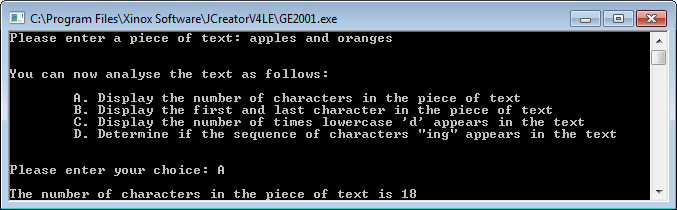 C:\Program Files\Xinox Software\JCreatorV4LE\GE2001.exe
Please enter a piece of text: apples and oranges
You can now analyse the text as follows:
A. Display the number of characters in the piece of text
B. Display the first and last character in the piece of text
C. Display the number of times lowercase 'd' appears in the text
D. Determine if the sequence of characters "ing" appears in the text
Please enter your choice: A
The number of characters in the piece of text is 18